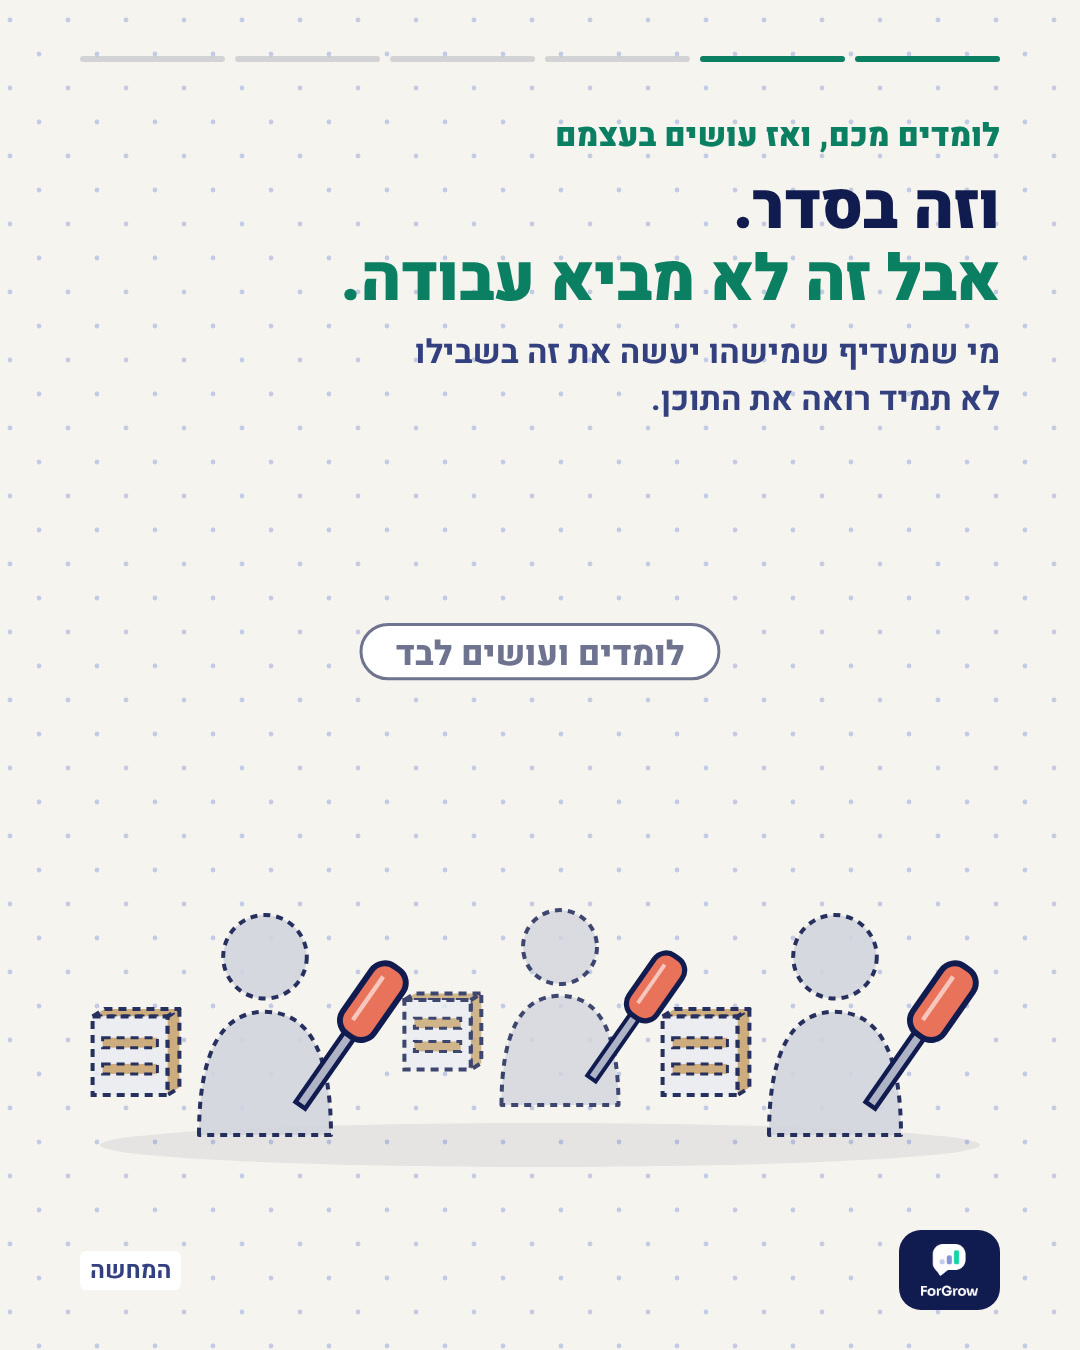 לומדים מכם, ואז עושים בעצמם
וזה בסדר.
אבל זה לא מביא עבודה.
מי שמעדיף שמישהו יעשה את זה בשבילו
לא תמיד רואה את התוכן.
לומדים ועושים לבד
המחשה
ForGrow